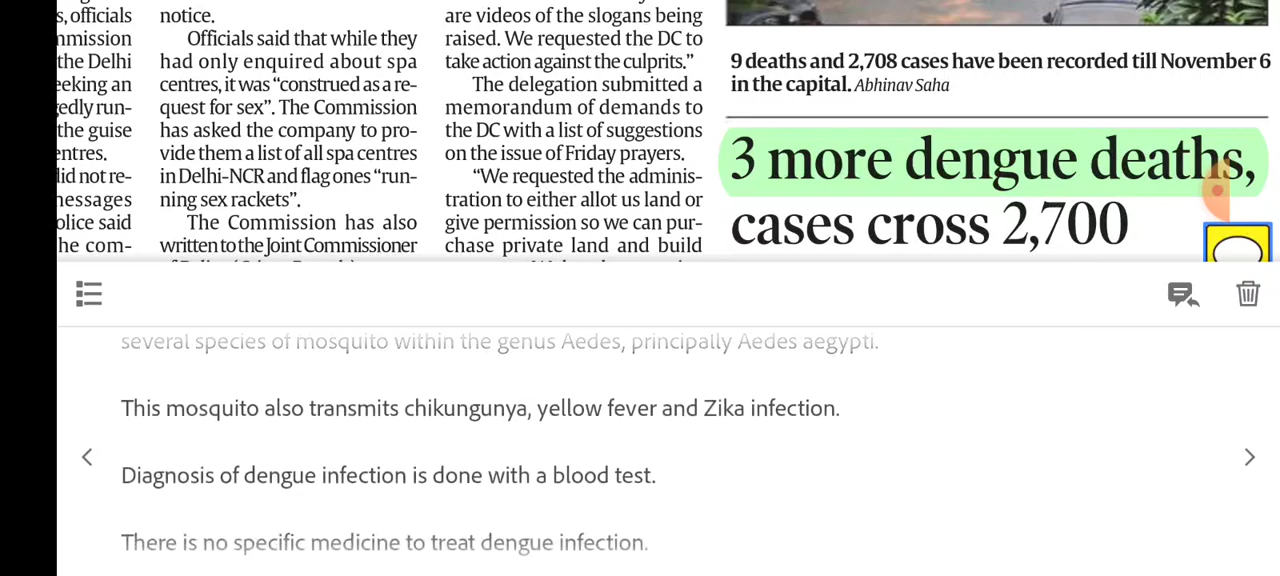 s, officials
mmission
the Delhi
eeking an
gedly run-
the guise
entres.
did not re-
messages
olice said
he com-
notice.
Officials said that while they
had only enquired about spa
centres, it was “construed as a re-
quest for sex”. The Commission
has asked the company to pro-
vide them a list of all spa centres
in Delhi-NCR and flag ones “run-
ning sex rackets”.
The Commission has also
written to the Joint Commissioner
are videos of the slogans being
raised. We requested the DC to
take action against the culprits.”
The delegation submitted a
memorandum of demands to
the DC with a list of suggestions
on the issue of Friday prayers.
“We requested the adminis-
tration to either allot us land or
give permission so we can pur-
chase private land and build
9 deaths and 2,708 cases have been recorded till November 6
in the capital. Abhinav Saha
3 more dengue deaths,
cases cross 2,700
several species of mosquito within the genus Aedes, principally Aedes aegypti.
This mosquito also transmits chikungunya, yellow fever and Zika infection.
Diagnosis of dengue infection is done with a blood test.
There is no specific medicine to treat dengue infection.